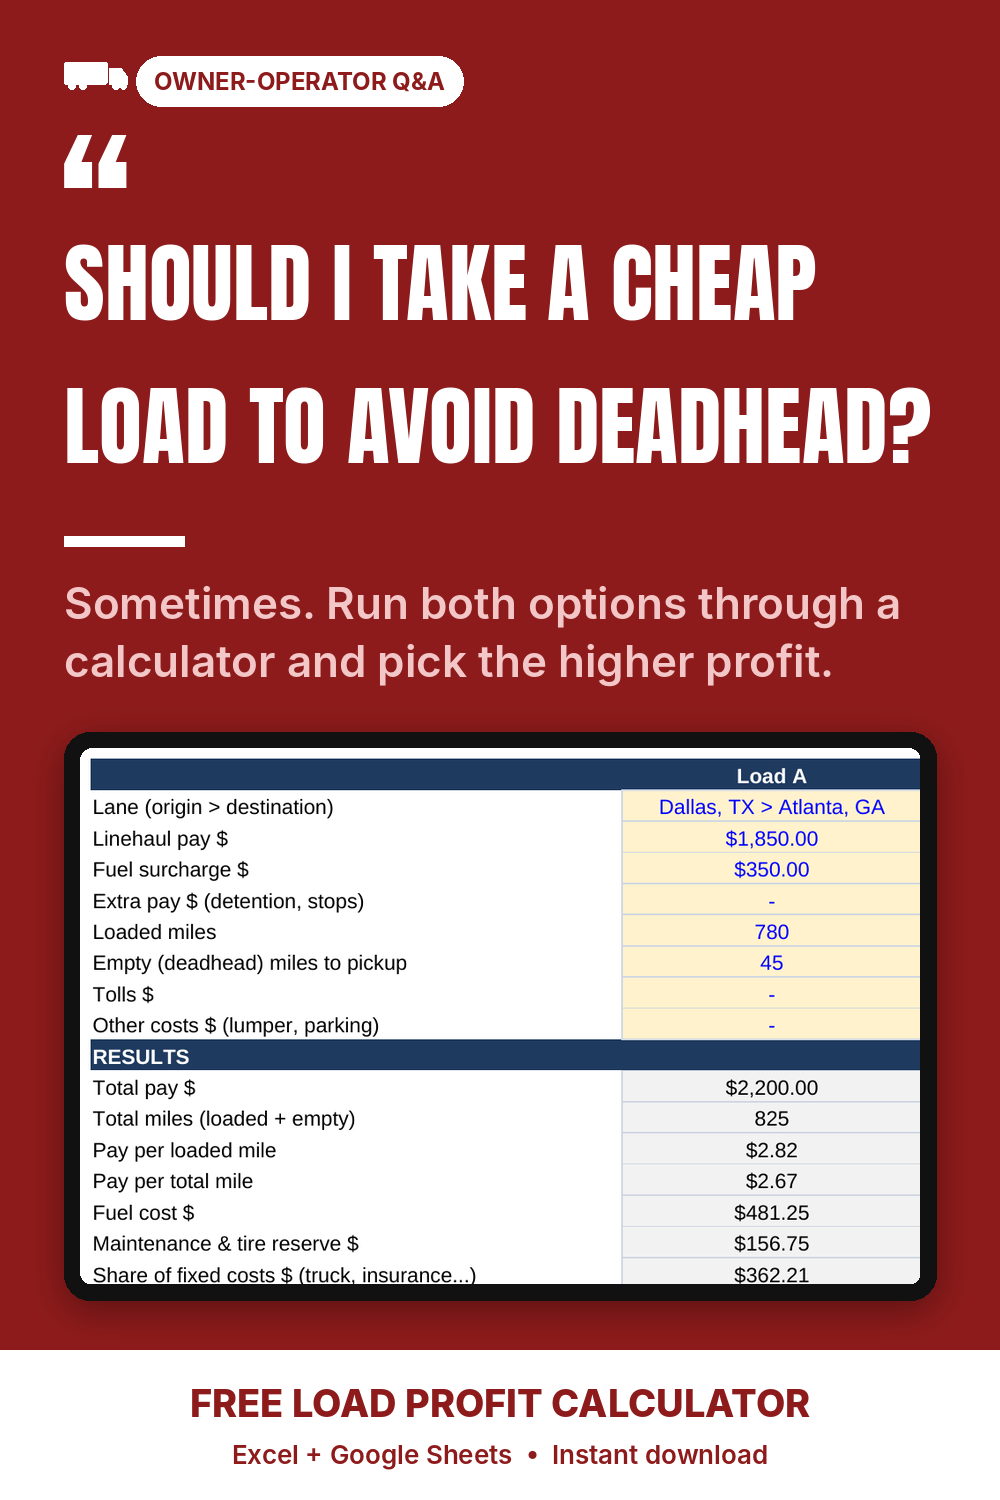 OWNER-OPERATOR Q&A
“
SHOULD I TAKE A CHEAP
LOAD TO AVOID DEADHEAD?
Sometimes. Run both options through a
calculator and pick the higher profit.
Load A
Lane (origin > destination) Dallas, TX > Atlanta, GA
Linehaul pay $ $1,850.00
Fuel surcharge $ $350.00
Extra pay $ (detention, stops) -
Loaded miles 780
Empty (deadhead) miles to pickup 45
Tolls $ -
Other costs $ (lumper, parking) -
RESULTS
Total pay $ $2,200.00
Total miles (loaded + empty) 825
Pay per loaded mile $2.82
Pay per total mile $2.67
Fuel cost $ $481.25
Maintenance & tire reserve $ $156.75
Share of fixed costs $ (truck, insurance...) $362.21
FREE LOAD PROFIT CALCULATOR
Excel + Google Sheets • Instant download